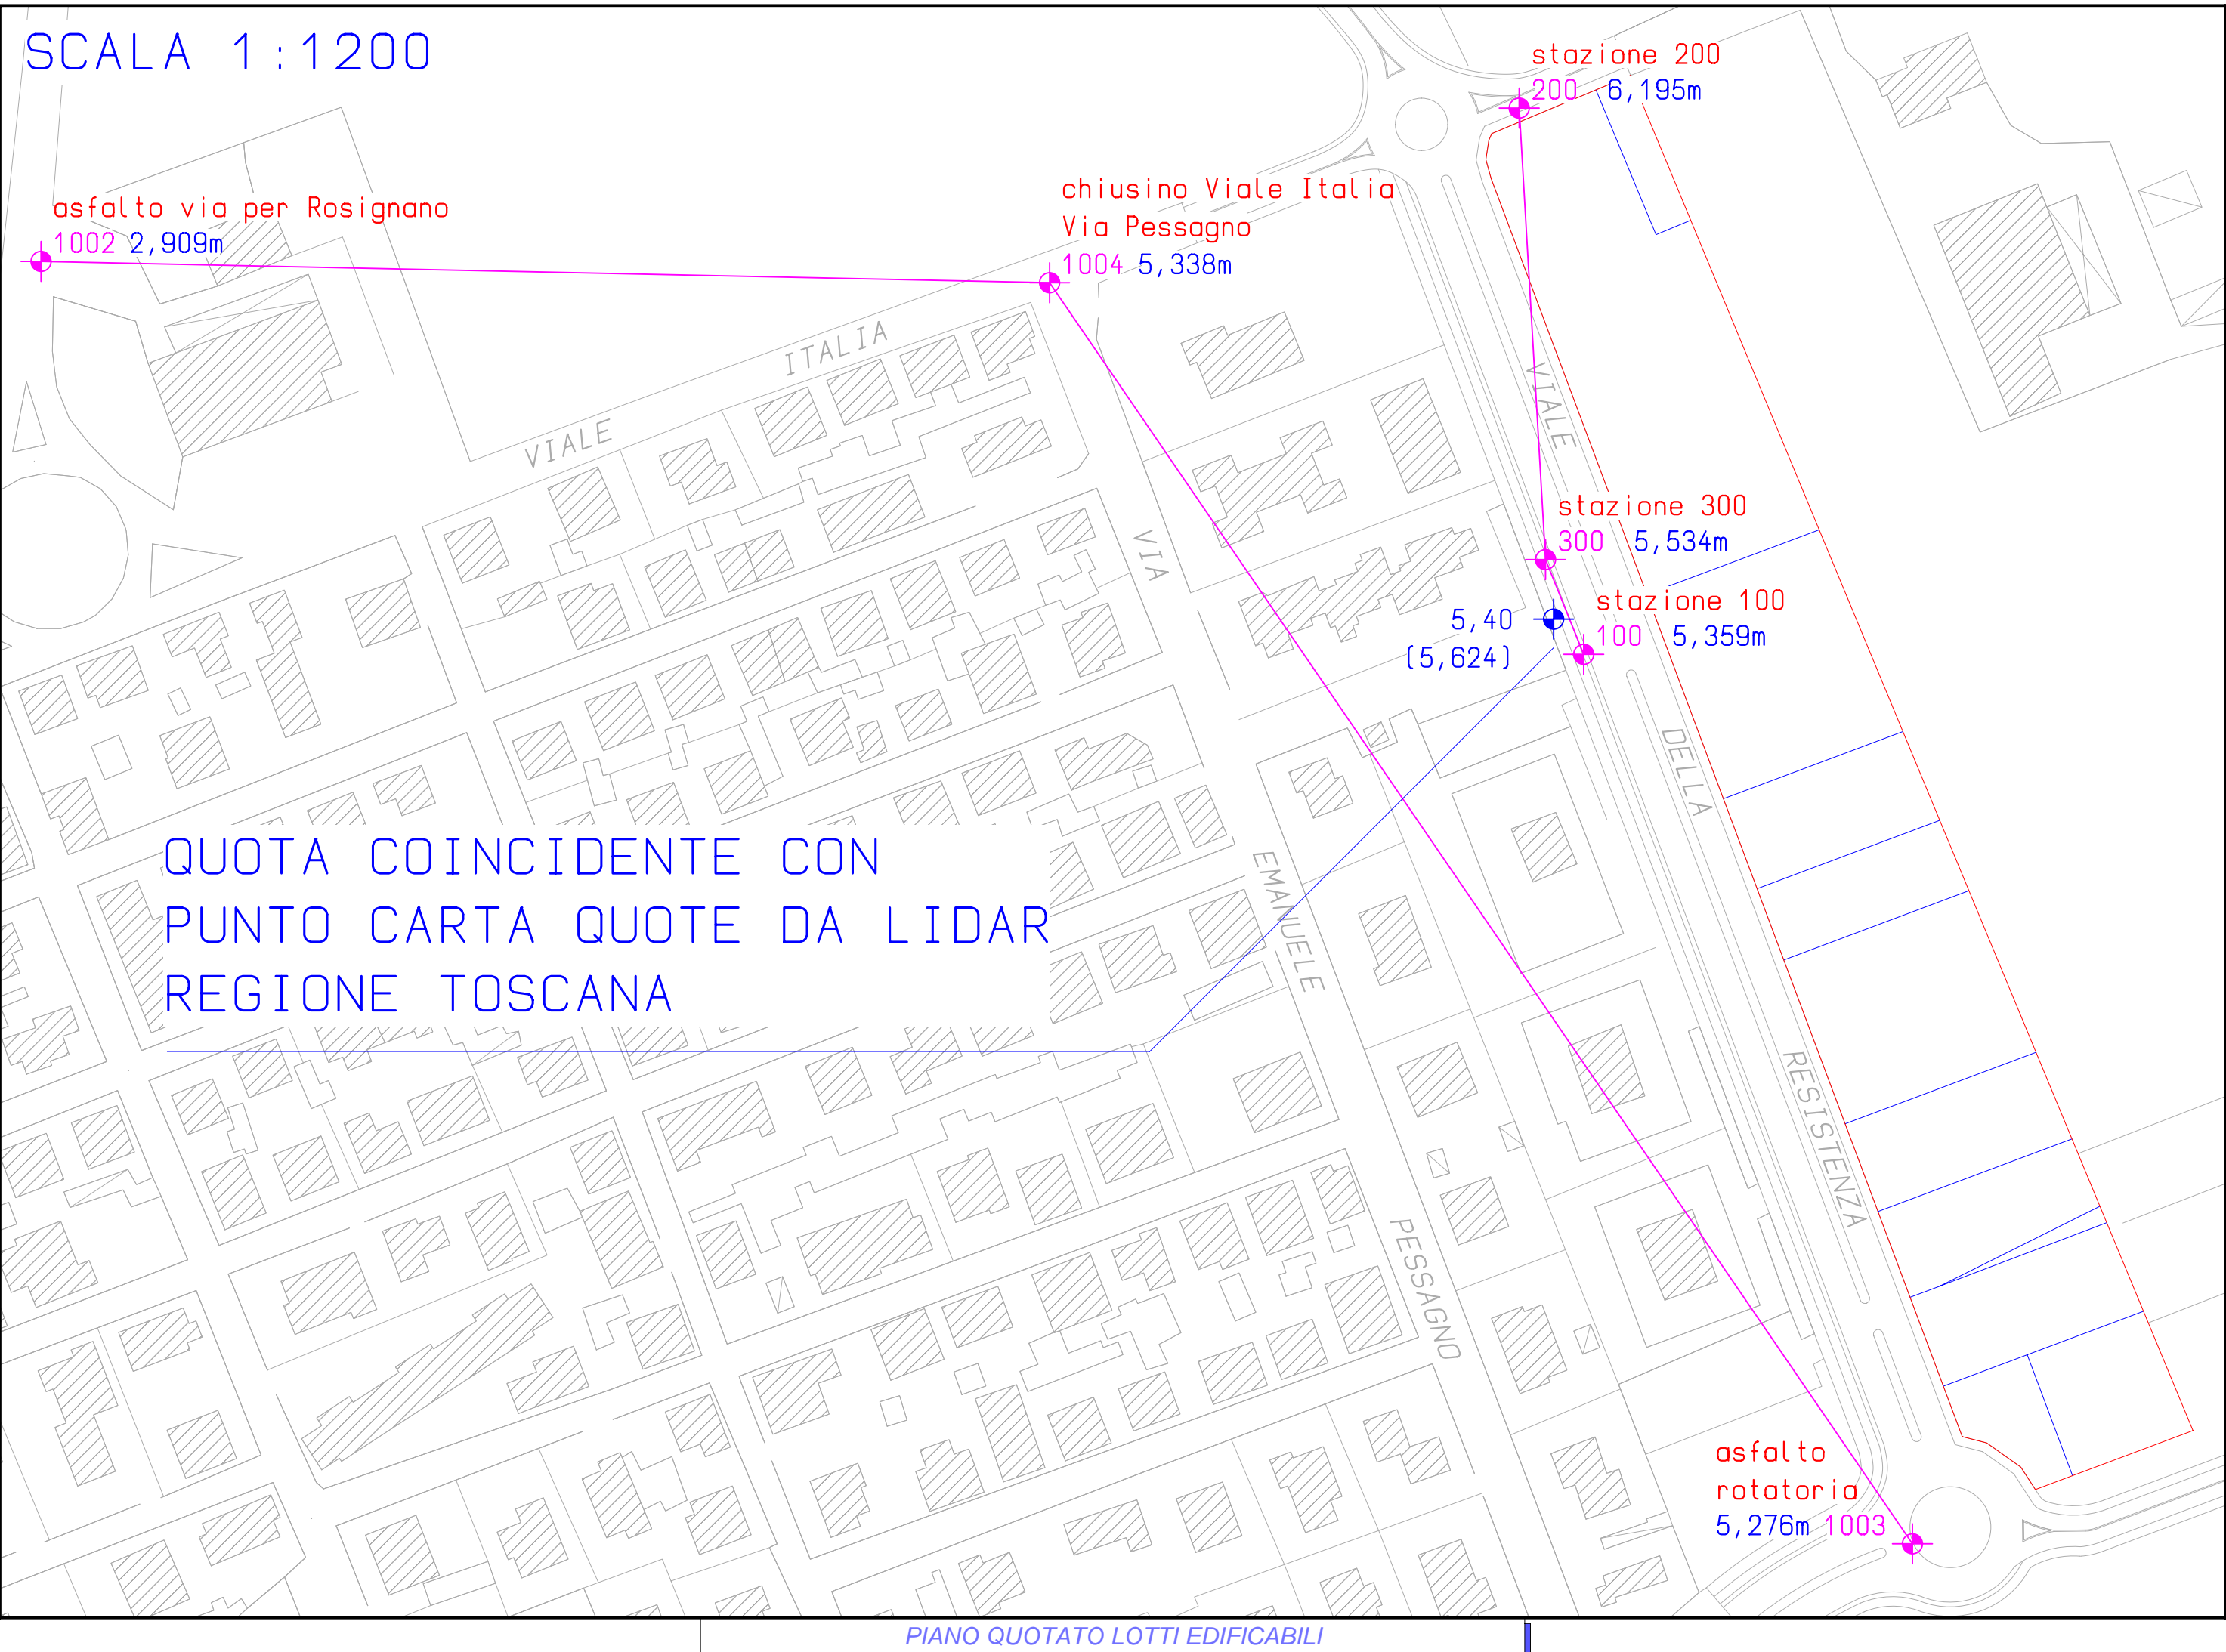 SCALA 1:1200
stazione 200
200 6,195m
asfalto via per Rosignano
1002 2,909m
chiusino Viale Italia
Via Pessagno
1004 5,338m
VIALE ITALIA
VIALE DELLA RESISTENZA
stazione 300
300 5,534m
stazione 100
100 5,359m
5,40
(5,624)
VIA EMANUELE PESSAGNO
QUOTA COINCIDENTE CON
PUNTO CARTA QUOTE DA LIDAR
REGIONE TOSCANA
asfalto
rotatoria
5,276m 1003
PIANO QUOTATO LOTTI EDIFICABILI